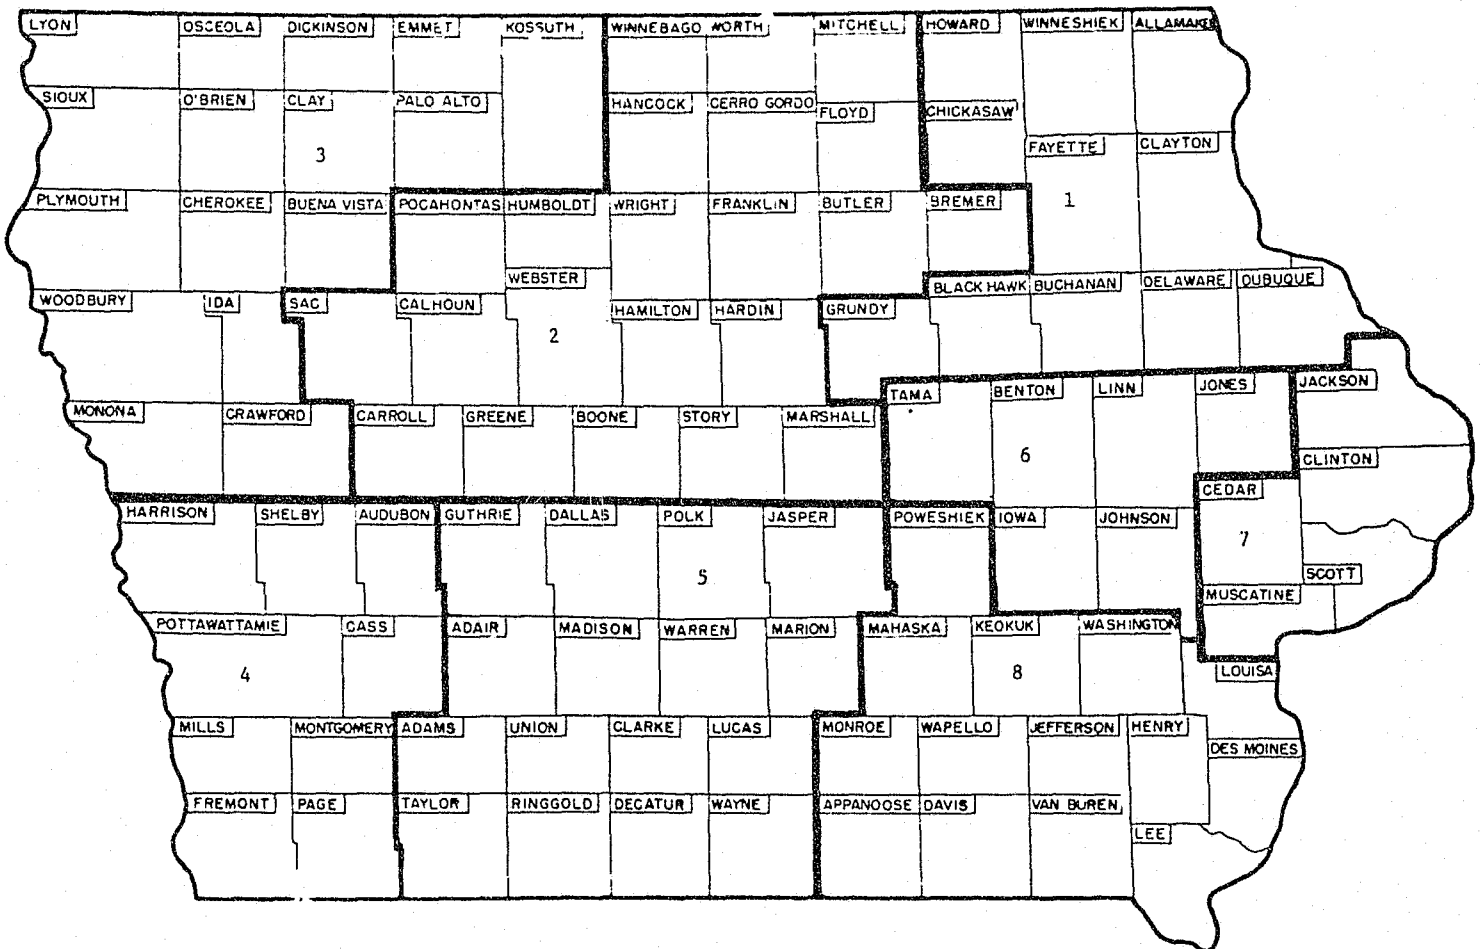 LYON OSCEOLA DICKINSON EMMET KOSSUTH WINNEBAGO WORTH MITCHELL HOWARD WINNESHIEK ALLAMAKEE
SIOUX O'BRIEN CLAY PALO ALTO HANCOCK CERRO GORDO FLOYD CHICKASAW
FAYETTE CLAYTON
3
PLYMOUTH CHEROKEE BUENA VISTA POCAHONTAS HUMBOLDT WRIGHT FRANKLIN BUTLER BREMER 1
WEBSTER BLACK HAWK BUCHANAN DELAWARE DUBUQUE
WOODBURY IDA SAC CALHOUN HAMILTON HARDIN GRUNDY
2
TAMA BENTON LINN JONES JACKSON
MONONA CRAWFORD CARROLL GREENE BOONE STORY MARSHALL
6 CLINTON
CEDAR
HARRISON SHELBY AUDUBON GUTHRIE DALLAS POLK JASPER POWESHIEK IOWA JOHNSON
7
5 SCOTT
MUSCATINE
POTTAWATTAMIE CASS ADAIR MADISON WARREN MARION MAHASKA KEOKUK WASHINGTON
4 8 LOUISA
MILLS MONTGOMERY ADAMS UNION CLARKE LUCAS MONROE WAPELLO JEFFERSON HENRY
DES MOINES
FREMONT PAGE TAYLOR RINGGOLD DECATUR WAYNE APPANOOSE DAVIS VAN BUREN
LEE